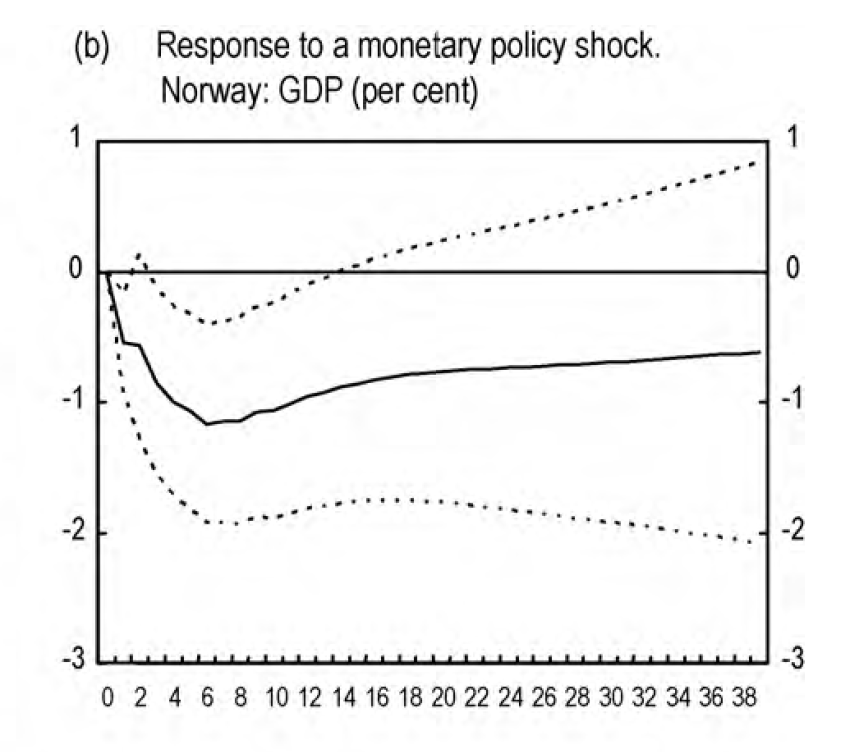 (b) Response to a monetary policy shock.
Norway: GDP (per cent)
1 1
0 0
-1 -1
-2 -2
-3 -3
0 2 4 6 8 10 12 14 16 18 20 22 24 26 28 30 32 34 36 38